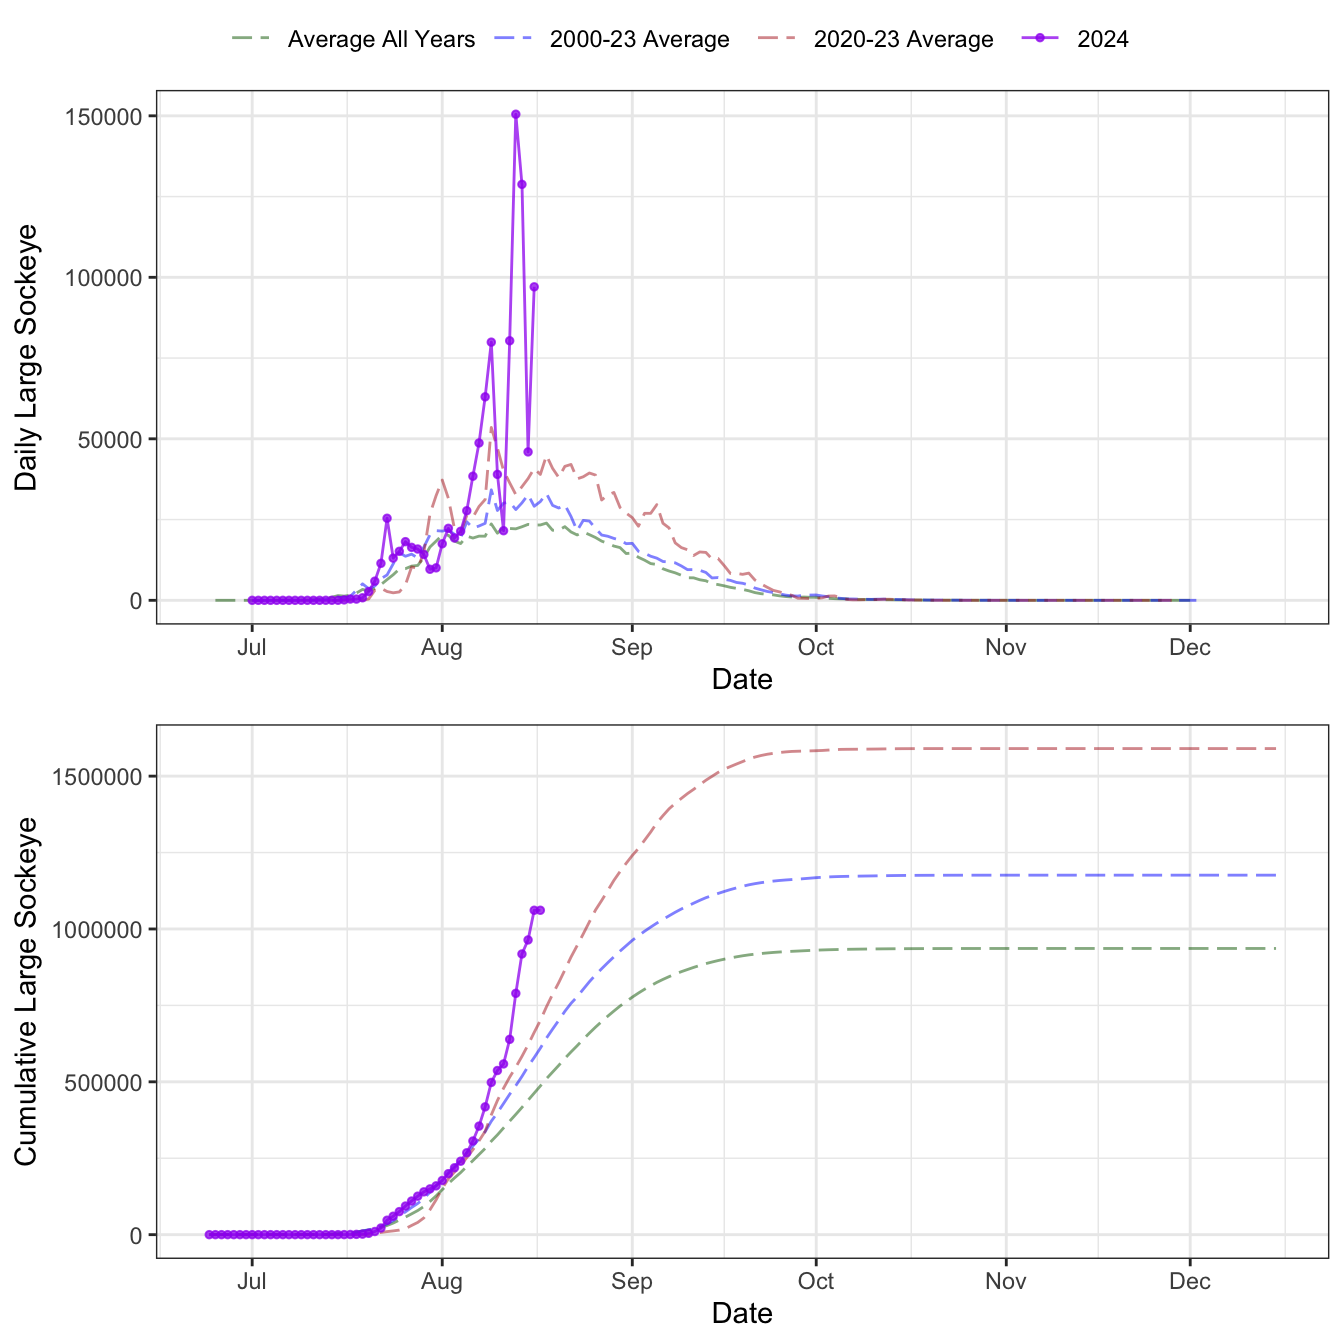 Average All Years 2000-23 Average 2020-23 Average 2024
150000
100000
50000
0
Daily Large Sockeye
Jul Aug Sep Oct Nov Dec
Date
1500000
1000000
500000
0
Cumulative Large Sockeye
Jul Aug Sep Oct Nov Dec
Date